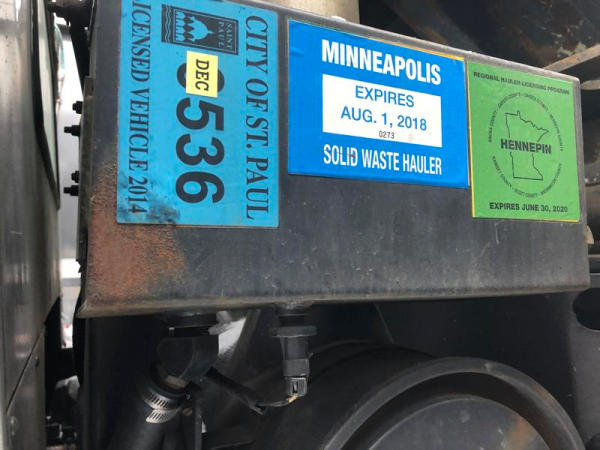 SAINT
PAUL
CITY OF ST. PAUL
DEC
536
LICENSED VEHICLE 2014
MINNEAPOLIS
EXPIRES
AUG. 1, 2018
0273
SOLID WASTE HAULER
REGIONAL HAULER LICENSING PROGRAM
HENNEPIN
EXPIRES JUNE 30, 2020